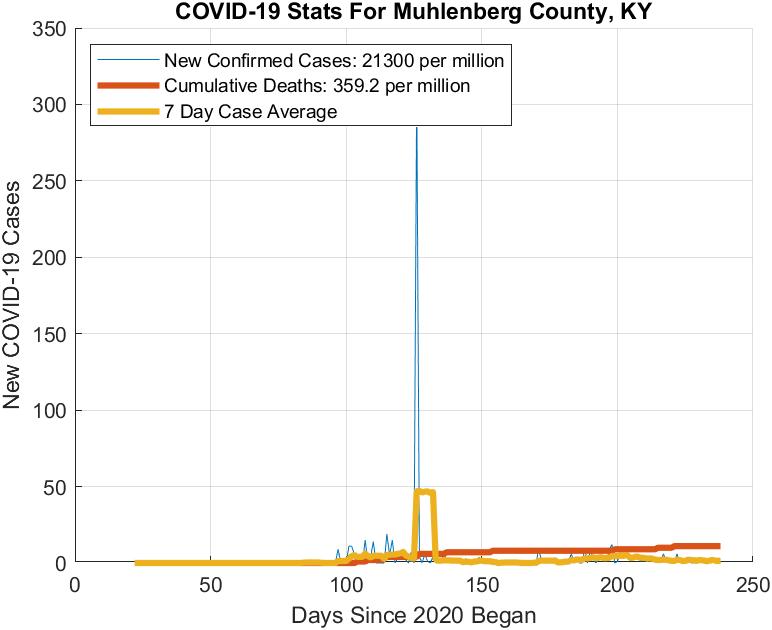 COVID-19 Stats For Muhlenberg County, KY
350
300
250
200
150
100
50
0
New COVID-19 Cases
New Confirmed Cases: 21300 per million
Cumulative Deaths: 359.2 per million
7 Day Case Average
0
50
100
150
200
250
Days Since 2020 Began